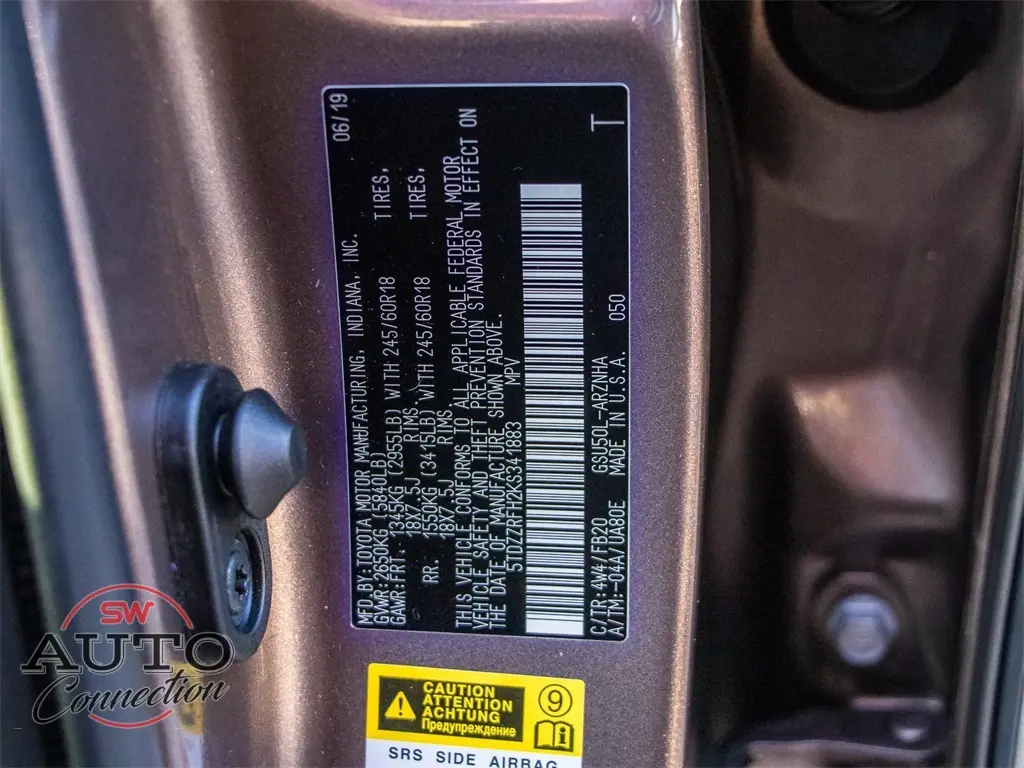 MFD.BY:TOYOTA MOTOR MANUFACTURING, INDIANA, INC. 06/19
GVWR:2650KG (5840LB)
GAWR:FRT. 1345KG (2955LB) WITH 245/60R18 TIRES,
18X7.5J RIMS
RR. 1550KG (3415LB) WITH 245/60R18 TIRES,
18X7.5J RIMS
THIS VEHICLE CONFORMS TO ALL APPLICABLE FEDERAL MOTOR
VEHICLE SAFETY AND THEFT PREVENTION STANDARDS IN EFFECT ON
THE DATE OF MANUFACTURE SHOWN ABOVE.
5TDZZRFH2KS341883 MPV
C/TR:4W4/FB20 GSU50L-ARZNHA T
A/TM:-04A/UA80E MADE IN U.S.A. 050
CAUTION
ATTENTION
ACHTUNG
Предупреждение
9
i
SRS SIDE AIRBAG
SW
AUTO
Connection